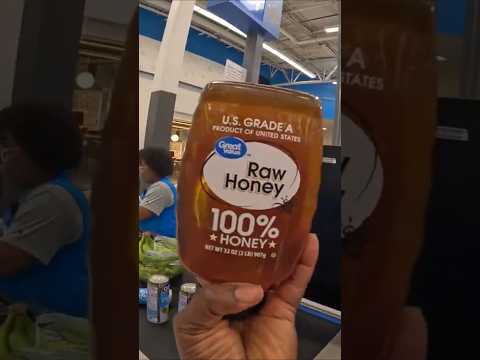 U.S. GRADE A
PRODUCT OF UNITED STATES
Great Value
Raw
Honey
100%
HONEY
NET WT 32 OZ (2 LB) 907g